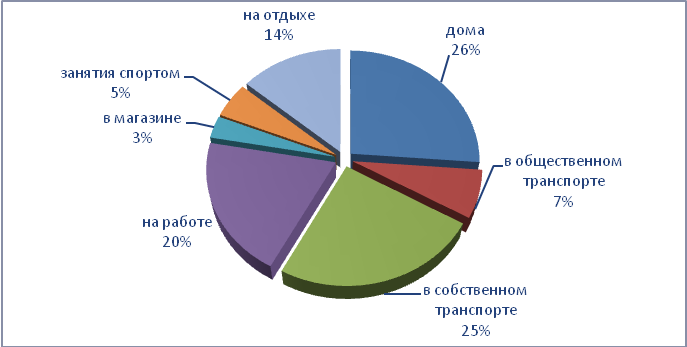 на отдыхе
14%
дома
26%
занятия спортом
5%
в магазине
3%
в общественном
транспорте
7%
на работе
20%
в собственном
транспорте
25%